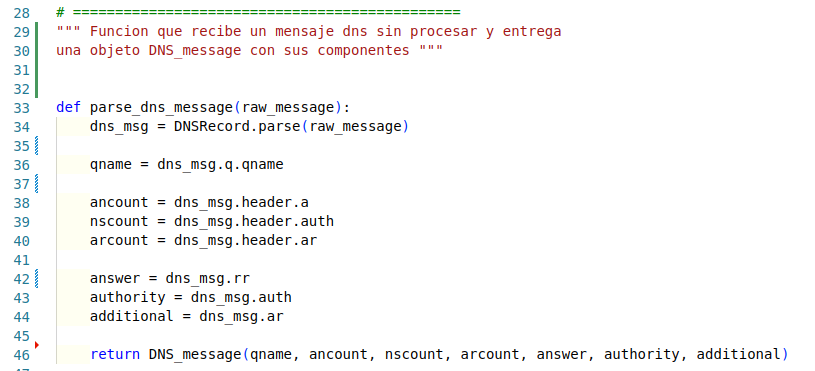 28 # ==============================================
29 """ Funcion que recibe un mensaje dns sin procesar y entrega
30 una objeto DNS_message con sus componentes """
31
32
33 def parse_dns_message(raw_message):
34     dns_msg = DNSRecord.parse(raw_message)
35
36     qname = dns_msg.q.qname
37
38     ancount = dns_msg.header.a
39     nscount = dns_msg.header.auth
40     arcount = dns_msg.header.ar
41
42     answer = dns_msg.rr
43     authority = dns_msg.auth
44     additional = dns_msg.ar
45
46     return DNS_message(qname, ancount, nscount, arcount, answer, authority, additional)